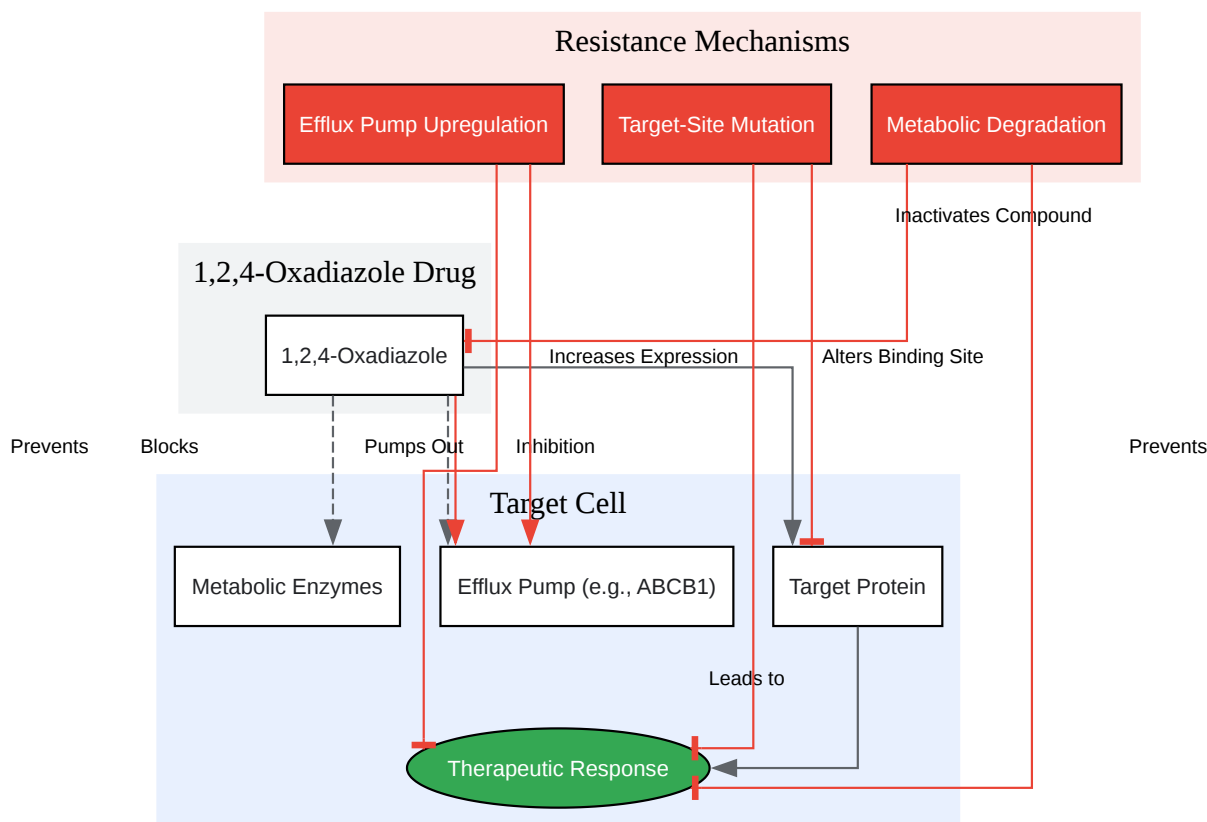 Resistance Mechanisms
Efflux Pump Upregulation
Target-Site Mutation
Metabolic Degradation
Inactivates Compound
1,2,4-Oxadiazole Drug
1,2,4-Oxadiazole
Increases Expression
Alters Binding Site
Prevents
Blocks
Pumps Out
Inhibition
Prevents
Target Cell
Metabolic Enzymes
Efflux Pump (e.g., ABCB1)
Target Protein
Leads to
Therapeutic Response